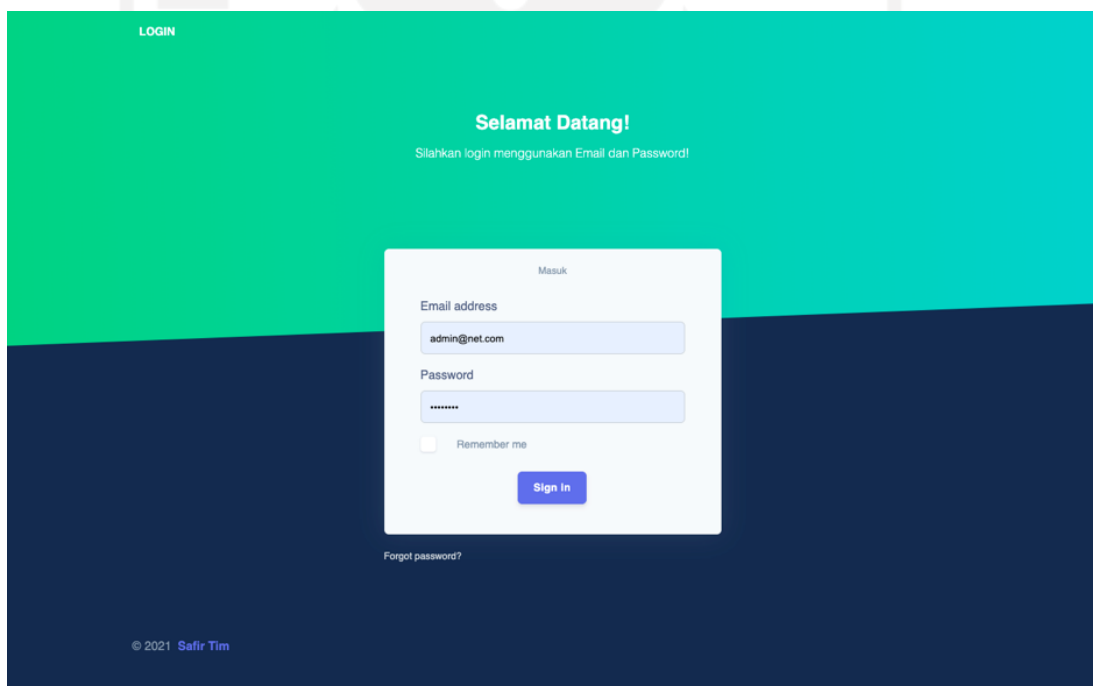 LOGIN
Selamat Datang!
Silahkan login menggunakan Email dan Password!
Masuk
Email address
admin@net.com
Password
••••••••
Remember me
Sign in
Forgot password?
© 2021 Safir Tim